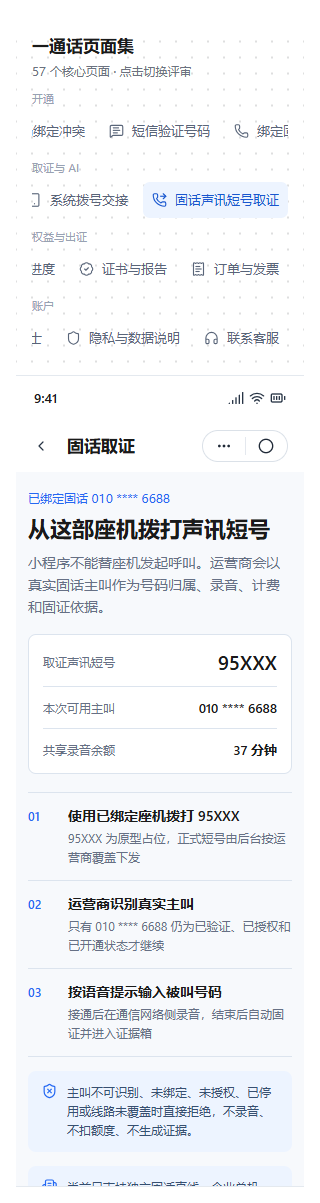 一通话页面集
57 个核心页面 · 点击切换评审
开通
绑定冲突 短信验证号码
取证与 AI
系统拨号交接 固话声讯短号取证
权益与出证
进度 证书与报告 订单与发票
账户
隐私与数据说明 联系客服
9:41
固话取证
已绑定固话 010 **** 6688
从这部座机拨打声讯短号
小程序不能替座机发起呼叫。运营商会以
真实固话主叫作为号码归属、录音、计费
和固证依据。
取证声讯短号 95XXX
本次可用主叫 010 **** 6688
共享录音余额 37 分钟
01 使用已绑定座机拨打 95XXX
95XXX 为原型占位，正式短号由后台按运
营商覆盖下发
02 运营商识别真实主叫
只有 010 **** 6688 仍为已验证、已授权和
已开通状态才继续
03 按语音提示输入被叫号码
接通后在通信网络侧录音，结束后自动固
证并进入证据箱
主叫不可识别、未绑定、未授权、已停
用或线路未覆盖时直接拒绝，不录音、
不扣额度、不生成证据。